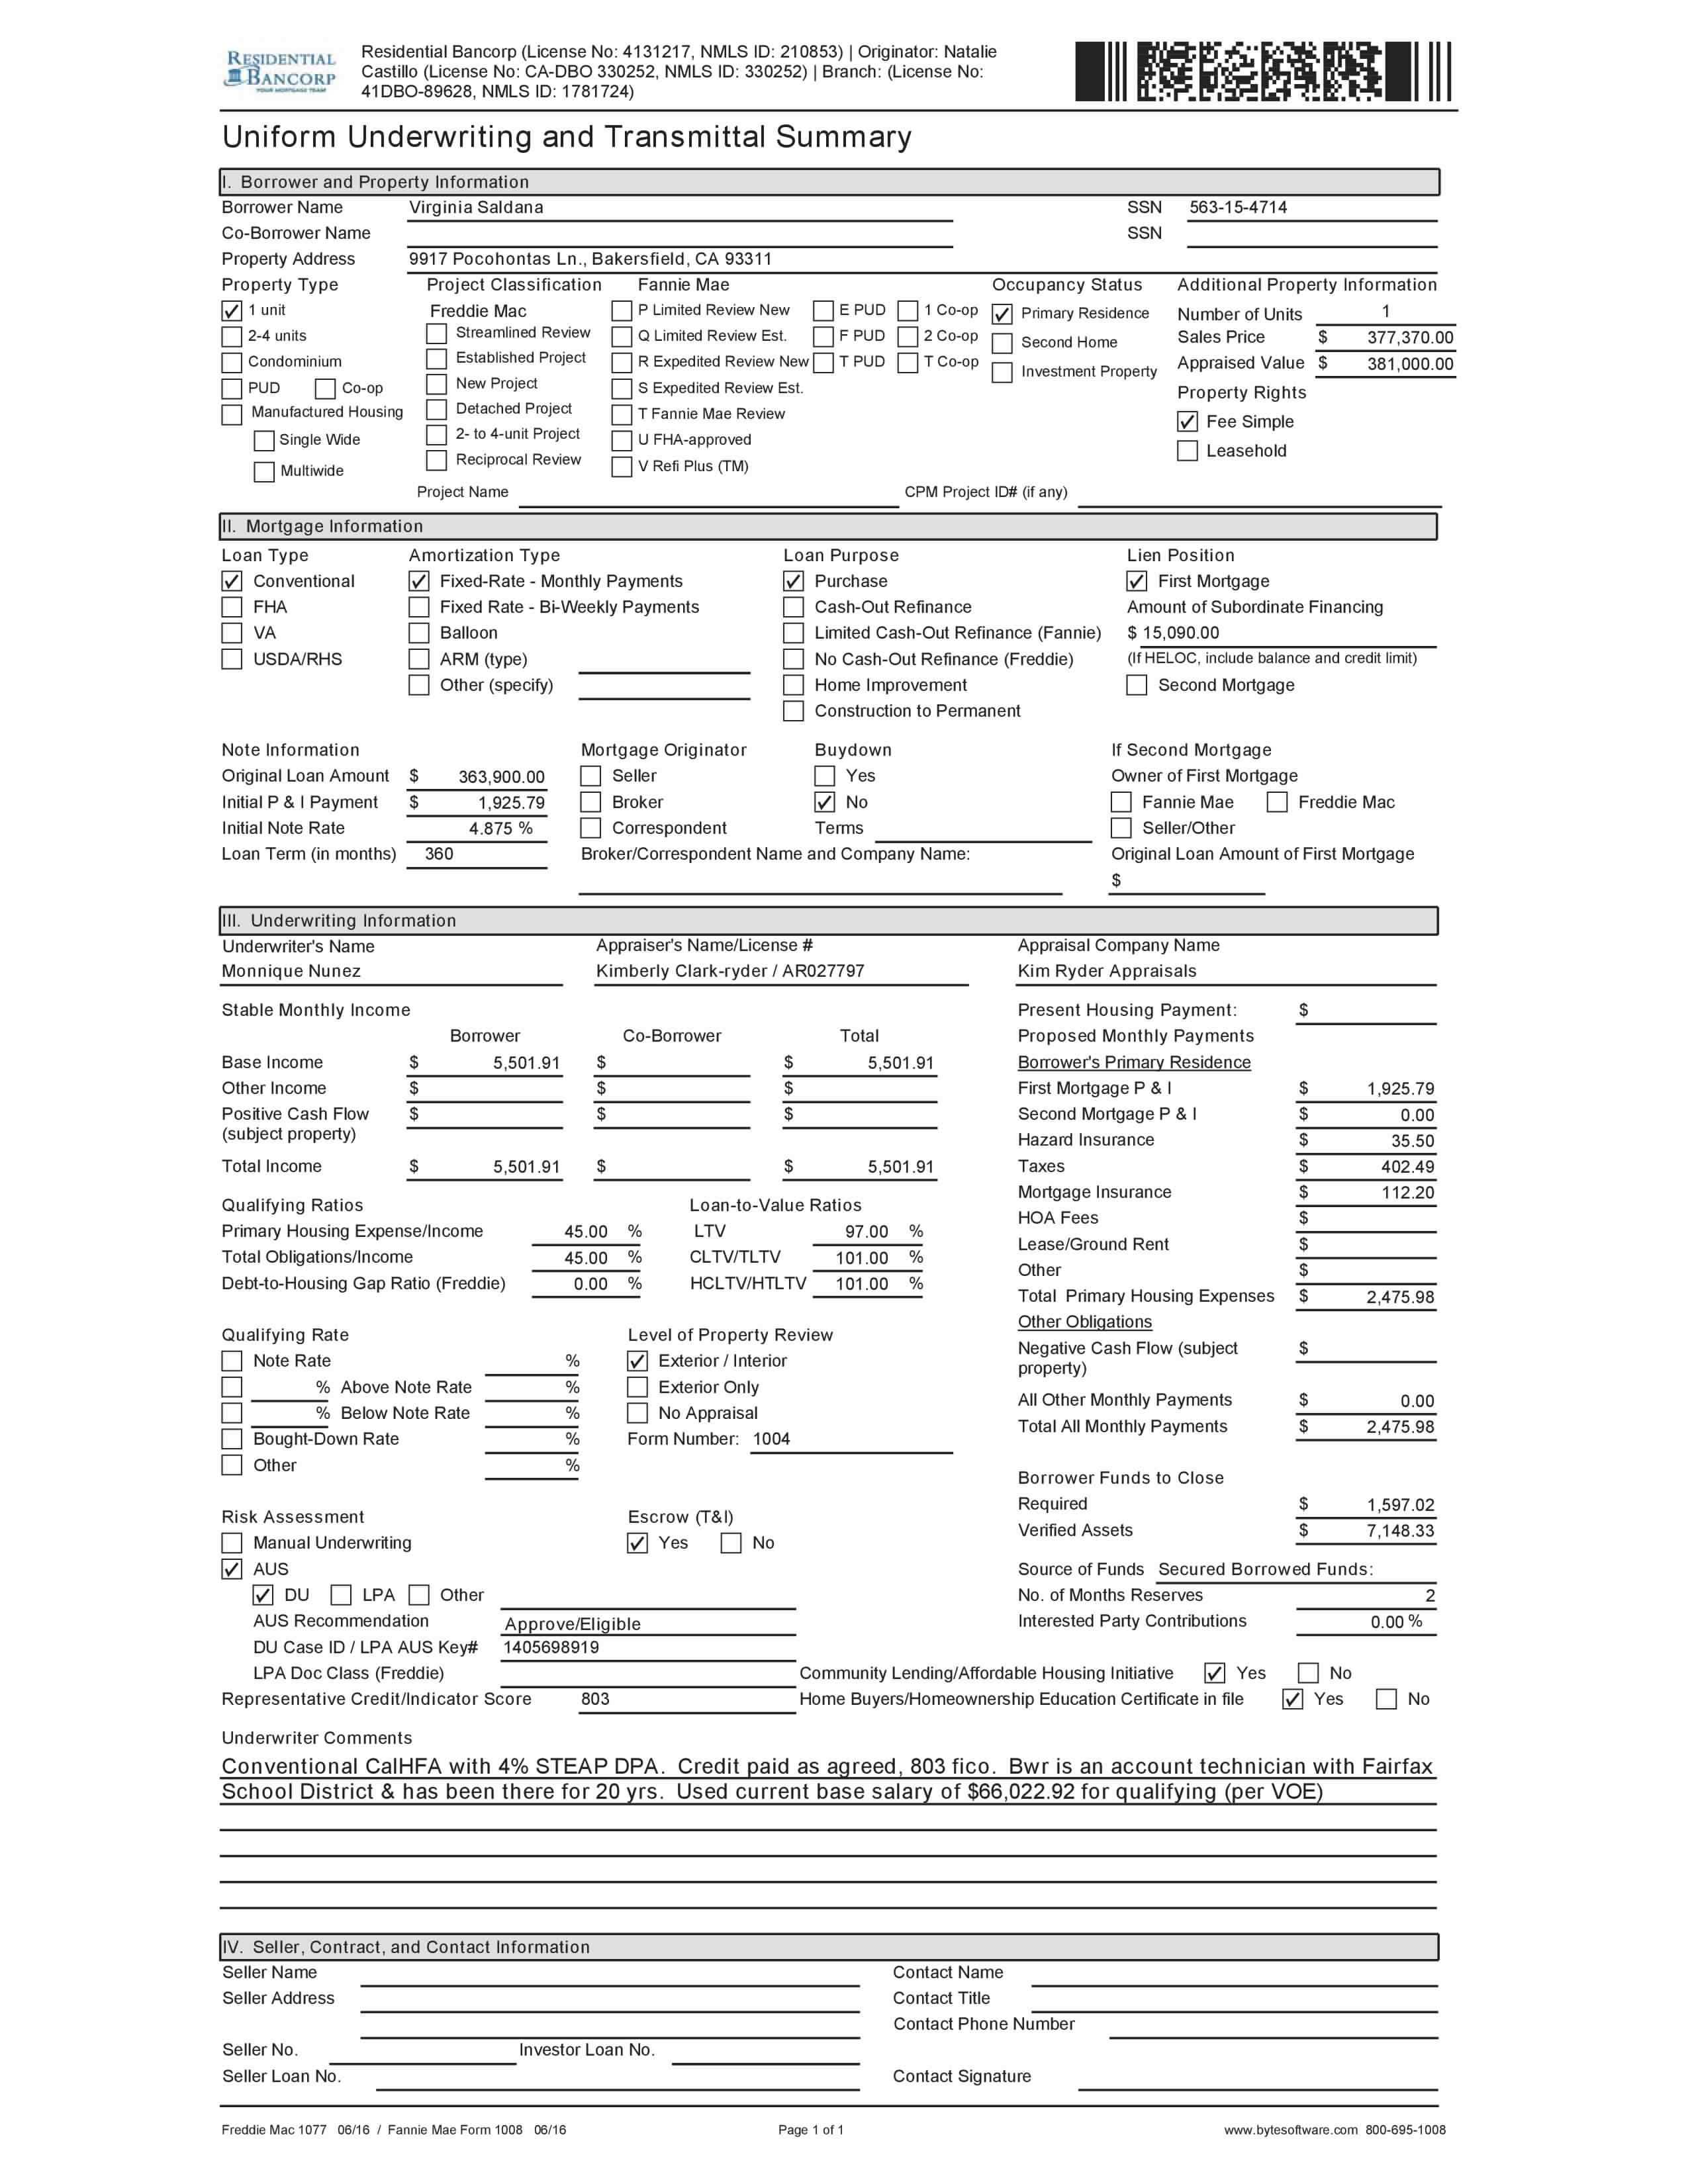 RESIDENTIAL BANCORP
YOUR MORTGAGE TEAM
Residential Bancorp (License No: 4131217, NMLS ID: 210853) | Originator: Natalie
Castillo (License No: CA-DBO 330252, NMLS ID: 330252) | Branch: (License No:
41DBO-89628, NMLS ID: 1781724)
Uniform Underwriting and Transmittal Summary
I. Borrower and Property Information
Borrower Name Virginia Saldana SSN 563-15-4714
Co-Borrower Name SSN
Property Address 9917 Pocohontas Ln., Bakersfield, CA 93311
Property Type Project Classification Fannie Mae Occupancy Status Additional Property Information
✓ 1 unit Freddie Mac P Limited Review New E PUD 1 Co-op ✓ Primary Residence Number of Units 1
2-4 units Streamlined Review Q Limited Review Est. F PUD 2 Co-op Second Home Sales Price $ 377,370.00
Condominium Established Project R Expedited Review New T PUD T Co-op Investment Property Appraised Value $ 381,000.00
PUD Co-op New Project S Expedited Review Est. Property Rights
Manufactured Housing Detached Project T Fannie Mae Review ✓ Fee Simple
Single Wide 2- to 4-unit Project U FHA-approved Leasehold
Multiwide Reciprocal Review V Refi Plus (TM)
Project Name CPM Project ID# (if any)
II. Mortgage Information
Loan Type Amortization Type Loan Purpose Lien Position
✓ Conventional ✓ Fixed-Rate - Monthly Payments ✓ Purchase ✓ First Mortgage
FHA Fixed Rate - Bi-Weekly Payments Cash-Out Refinance Amount of Subordinate Financing
VA Balloon Limited Cash-Out Refinance (Fannie) $ 15,090.00
USDA/RHS ARM (type) No Cash-Out Refinance (Freddie) (If HELOC, include balance and credit limit)
Other (specify) Home Improvement Second Mortgage
Construction to Permanent
Note Information Mortgage Originator Buydown If Second Mortgage
Original Loan Amount $ 363,900.00 Seller Yes Owner of First Mortgage
Initial P & I Payment $ 1,925.79 Broker ✓ No Fannie Mae Freddie Mac
Initial Note Rate 4.875 % Correspondent Terms Seller/Other
Loan Term (in months) 360 Broker/Correspondent Name and Company Name: Original Loan Amount of First Mortgage
$
III. Underwriting Information
Underwriter's Name Appraiser's Name/License # Appraisal Company Name
Monnique Nunez Kimberly Clark-ryder / AR027797 Kim Ryder Appraisals
Stable Monthly Income Present Housing Payment: $
Borrower Co-Borrower Total Proposed Monthly Payments
Base Income $ 5,501.91 $ $ 5,501.91 Borrower's Primary Residence
Other Income $ $ $ First Mortgage P & I $ 1,925.79
Positive Cash Flow $ $ $ Second Mortgage P & I $ 0.00
(subject property) Hazard Insurance $ 35.50
Total Income $ 5,501.91 $ $ 5,501.91 Taxes $ 402.49
Mortgage Insurance $ 112.20
Qualifying Ratios Loan-to-Value Ratios HOA Fees $
Primary Housing Expense/Income 45.00 % LTV 97.00 % Lease/Ground Rent $
Total Obligations/Income 45.00 % CLTV/TLTV 101.00 % Other $
Debt-to-Housing Gap Ratio (Freddie) 0.00 % HCLTV/HTLTV 101.00 % Total Primary Housing Expenses $ 2,475.98
Other Obligations
Qualifying Rate Level of Property Review Negative Cash Flow (subject $
Note Rate % ✓ Exterior / Interior property)
% Above Note Rate % Exterior Only All Other Monthly Payments $ 0.00
% Below Note Rate % No Appraisal Total All Monthly Payments $ 2,475.98
Bought-Down Rate % Form Number: 1004
Other %
Borrower Funds to Close
Required $ 1,597.02
Risk Assessment Escrow (T&I) Verified Assets $ 7,148.33
Manual Underwriting ✓ Yes No
✓ AUS Source of Funds Secured Borrowed Funds:
✓ DU LPA Other No. of Months Reserves 2
AUS Recommendation Approve/Eligible Interested Party Contributions 0.00 %
DU Case ID / LPA AUS Key# 1405698919
LPA Doc Class (Freddie) Community Lending/Affordable Housing Initiative ✓ Yes No
Representative Credit/Indicator Score 803 Home Buyers/Homeownership Education Certificate in file ✓ Yes No
Underwriter Comments
Conventional CalHFA with 4% STEAP DPA. Credit paid as agreed, 803 fico. Bwr is an account technician with Fairfax
School District & has been there for 20 yrs. Used current base salary of $66,022.92 for qualifying (per VOE)
IV. Seller, Contract, and Contact Information
Seller Name Contact Name
Seller Address Contact Title
Contact Phone Number
Seller No. Investor Loan No.
Seller Loan No. Contact Signature
Freddie Mac 1077 06/16 / Fannie Mae Form 1008 06/16 Page 1 of 1 www.bytesoftware.com 800-695-1008